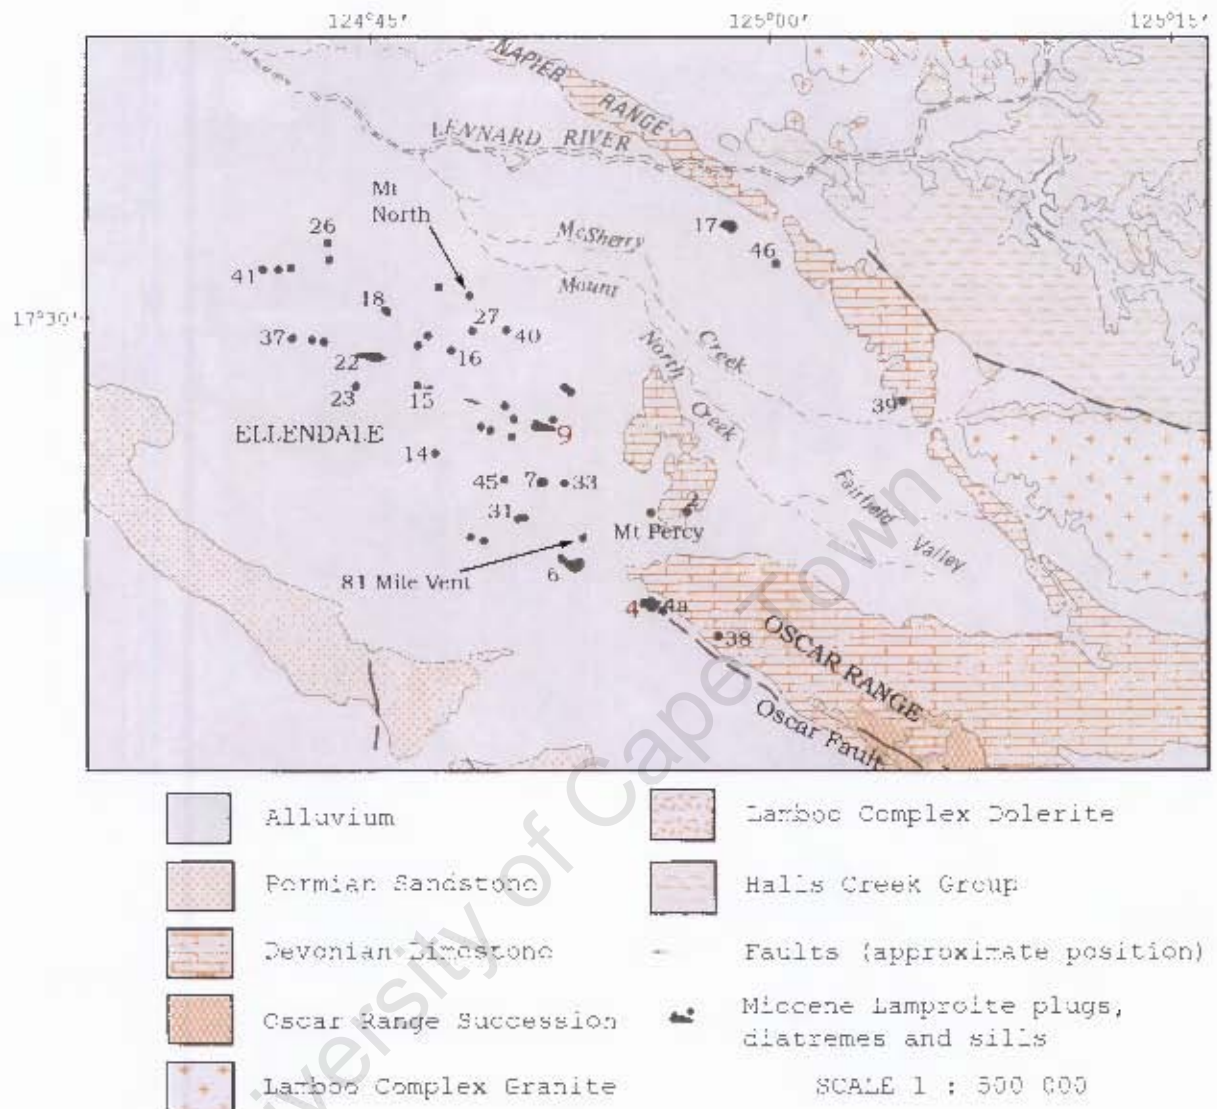 124°45′ 125°00′ 125°15′
NAPIER RANGE
LENNARD RIVER
Mt
North
17
McSherry
Creek
46
26
41
Mount
North
Creek
18
17°30′
27
40
37
16
22
39
23
15
ELLENDALE
9
14
Fairfield
Valley
45
7
33
31
2
Mt Percy
81 Mile Vent
6
4
4a
38
OSCAR RANGE
Oscar Fault
Alluvium
Permian Sandstone
Devonian Limestone
Oscar Range Succession
Lamboo Complex Granite
Lamboo Complex Dolerite
Halls Creek Group
Faults (approximate position)
Miocene Lamproite plugs,
diatremes and sills
SCALE 1 : 500 000
University of Cape Town